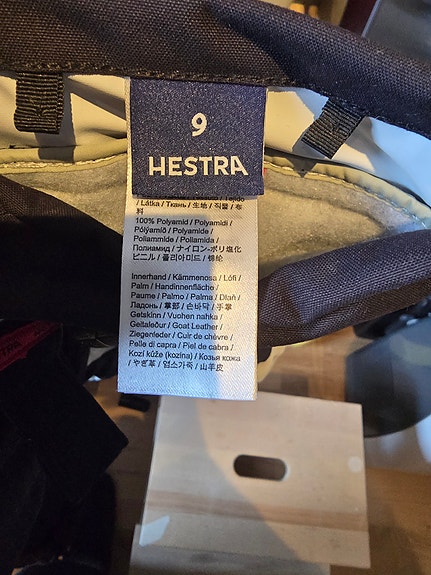 9
HESTRA
/ Látka / Ткань / 生地 / 직물 / 布
料
100% Polyamid / Polyamidi /
Pólýamíð / Polyamide /
Poliammide / Poliamida /
Полиамид / ナイロン-ポリ塩化
ビニル / 폴리아미드 / 锦纶
Innerhand / Kämmenosa / Lófi /
Palm / Handinnenfläche /
Paume / Palmo / Palma / Dlaň /
Ладонь / 掌部 / 손바닥 / 手掌
Getskinn / Vuohen nahka /
Geitaleður / Goat Leather /
Ziegenleder / Cuir de chèvre /
Pelle di capra / Piel de cabra /
Kozí kůže (kozina) / Козья кожа
/ やぎ革 / 염소가죽 / 山羊皮